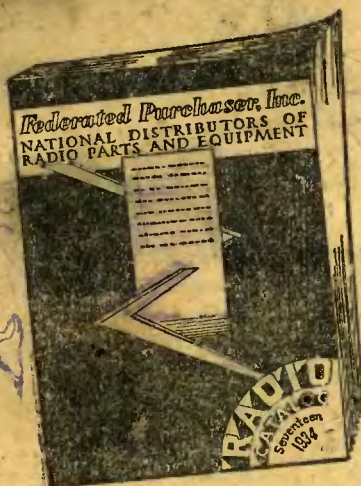 Federated Purchaser, Inc.
NATIONAL DISTRIBUTORS OF
RADIO PARTS AND EQUIPMENT
RADIO
CATALOG
Seventeen
1934